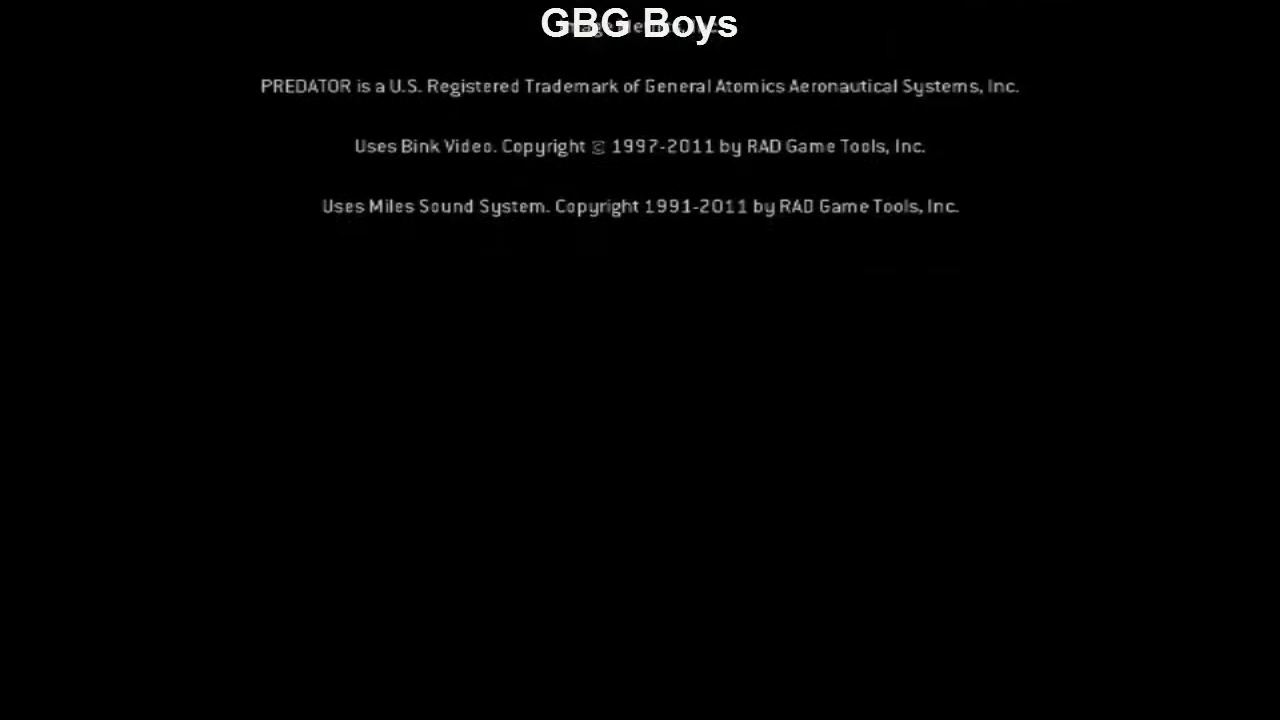 GBG Boys
PREDATOR is a U.S. Registered Trademark of General Atomics Aeronautical Systems, Inc.
Uses Bink Video. Copyright © 1997-2011 by RAD Game Tools, Inc.
Uses Miles Sound System. Copyright 1991-2011 by RAD Game Tools, Inc.